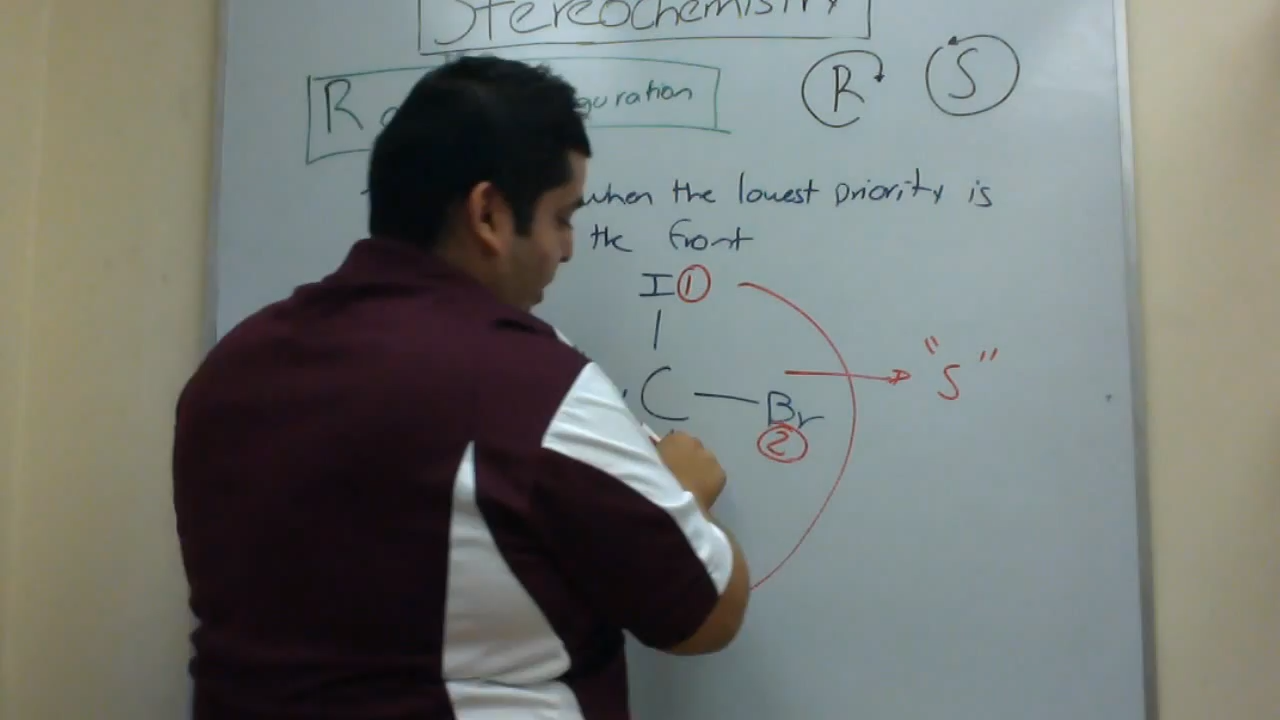 Stereochemistry
R
guration
R
S
when the lowest priority is
the front
I 1
C — Br
2
"S"